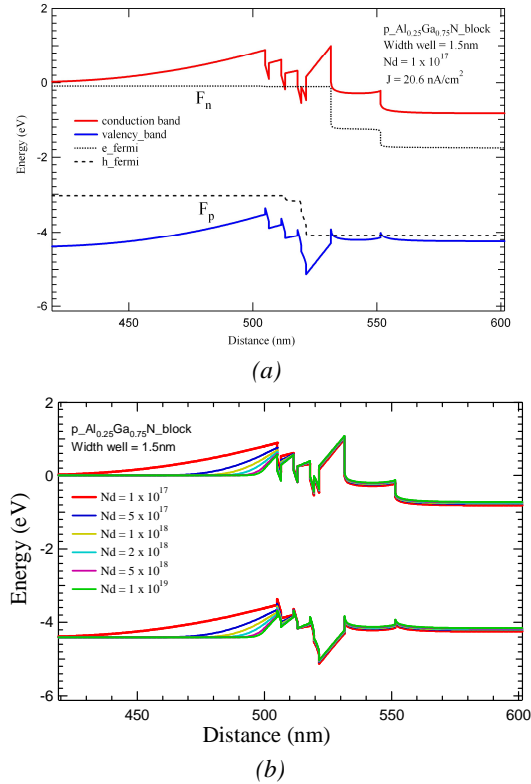 p_Al0.25Ga0.75N_block
Width well = 1.5nm
Nd = 1 x 10^17
J = 20.6 nA/cm^2
2
0
-2
-4
-6
Energy (eV)
Fn
conduction band
valency_band
e_fermi
h_fermi
Fp
450
500
550
600
Distance (nm)
(a)
2
0
-2
-4
-6
Energy (eV)
p_Al0.25Ga0.75N_block
Width well = 1.5nm
Nd = 1 x 10^17
Nd = 5 x 10^17
Nd = 1 x 10^18
Nd = 2 x 10^18
Nd = 5 x 10^18
Nd = 1 x 10^19
450
500
550
600
Distance (nm)
(b)